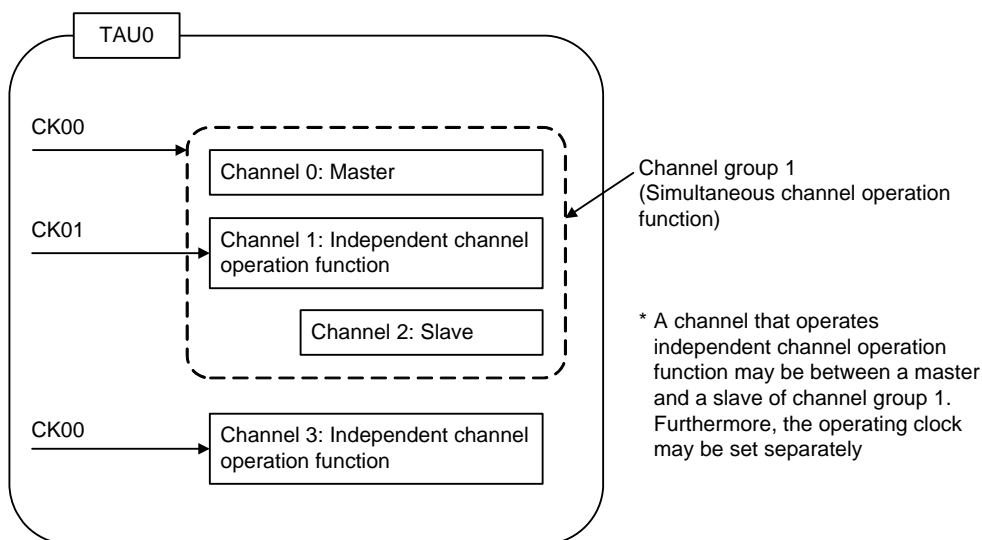 TAU0
CK00
Channel 0: Master
CK01
Channel 1: Independent channel
operation function
Channel 2: Slave
CK00
Channel 3: Independent channel
operation function
Channel group 1
(Simultaneous channel operation
function)
* A channel that operates
independent channel operation
function may be between a master
and a slave of channel group 1.
Furthermore, the operating clock
may be set separately